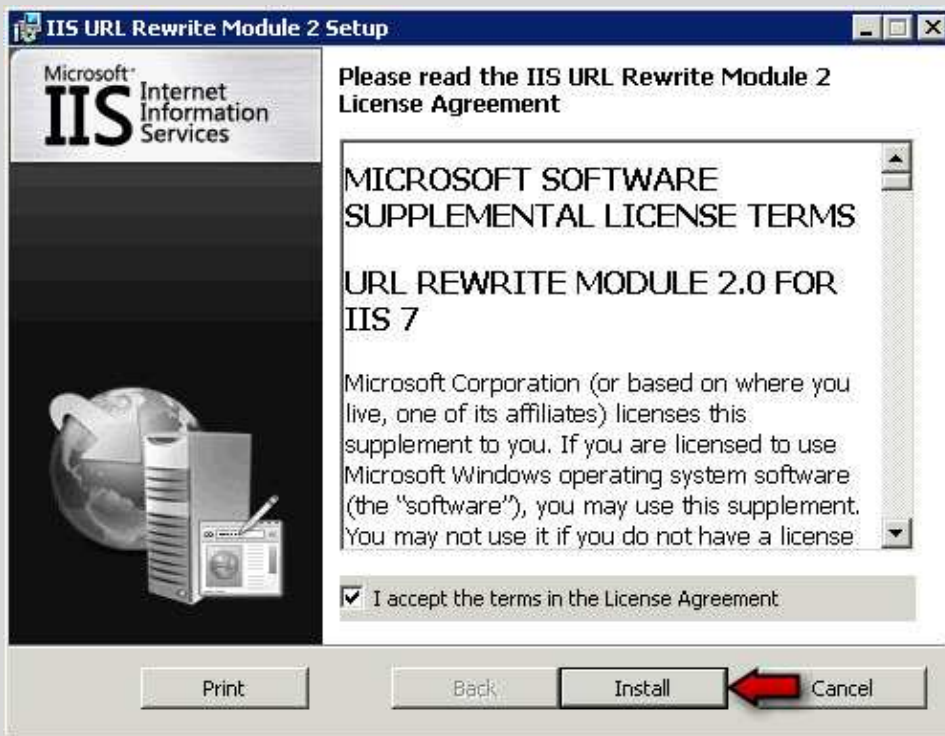 IIS URL Rewrite Module 2 Setup
Microsoft
IIS Internet
Information
Services
Please read the IIS URL Rewrite Module 2
License Agreement
MICROSOFT SOFTWARE
SUPPLEMENTAL LICENSE TERMS
URL REWRITE MODULE 2.0 FOR
IIS 7
Microsoft Corporation (or based on where you
live, one of its affiliates) licenses this
supplement to you. If you are licensed to use
Microsoft Windows operating system software
(the "software"), you may use this supplement.
You may not use it if you do not have a license
I accept the terms in the License Agreement
Print
Back
Install
Cancel